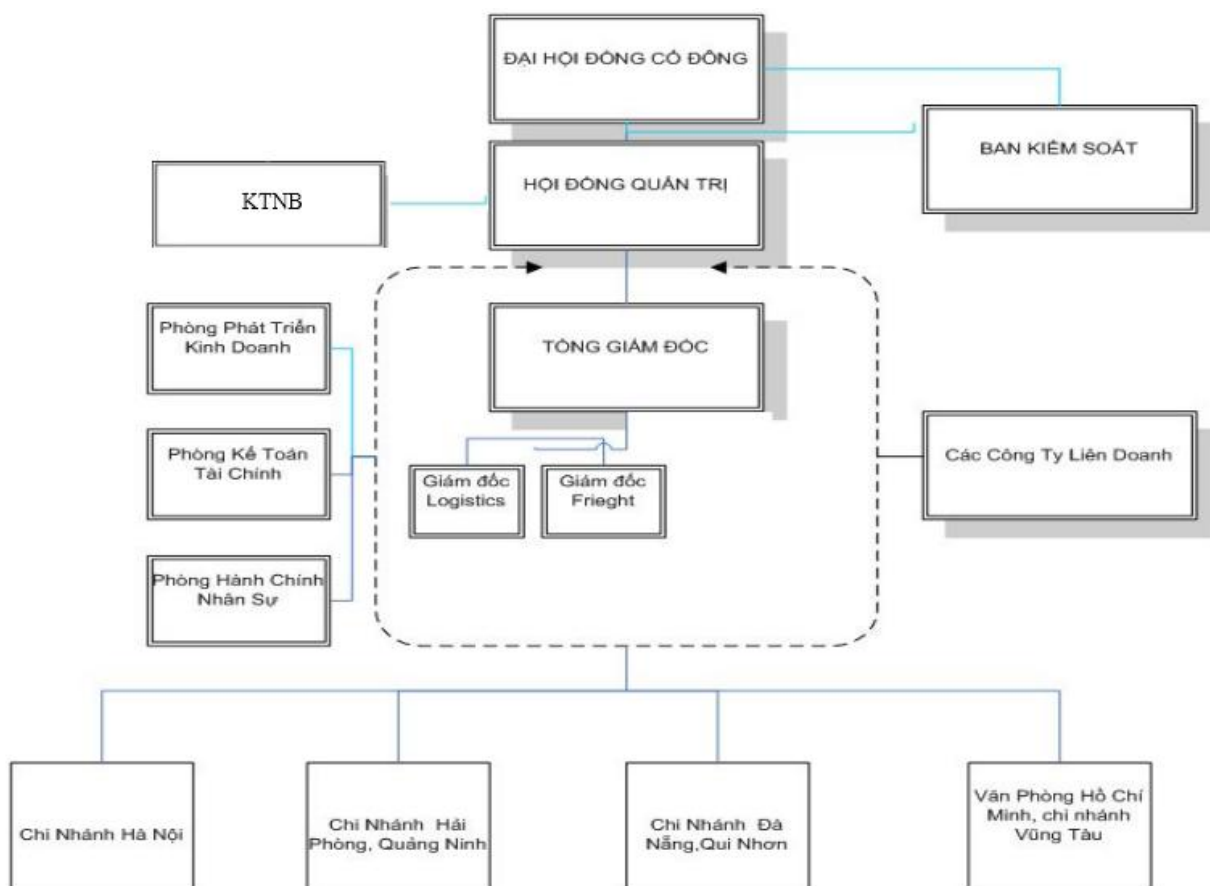 ĐẠI HỘI ĐỒNG CỔ ĐÔNG
BAN KIỂM SOÁT
HỘI ĐỒNG QUẢN TRỊ
KTNB
Phòng Phát Triển
Kinh Doanh
TỔNG GIÁM ĐỐC
Phòng Kế Toán
Tài Chính
Các Công Ty Liên Doanh
Giám đốc
Logistics
Giám đốc
Frieght
Phòng Hành Chính
Nhân Sự
Chi Nhánh Hà Nội
Chi Nhánh Hải
Phòng, Quảng Ninh
Chi Nhánh Đà
Nẵng,Qui Nhơn
Văn Phòng Hồ Chí
Minh, chi nhánh
Vũng Tàu